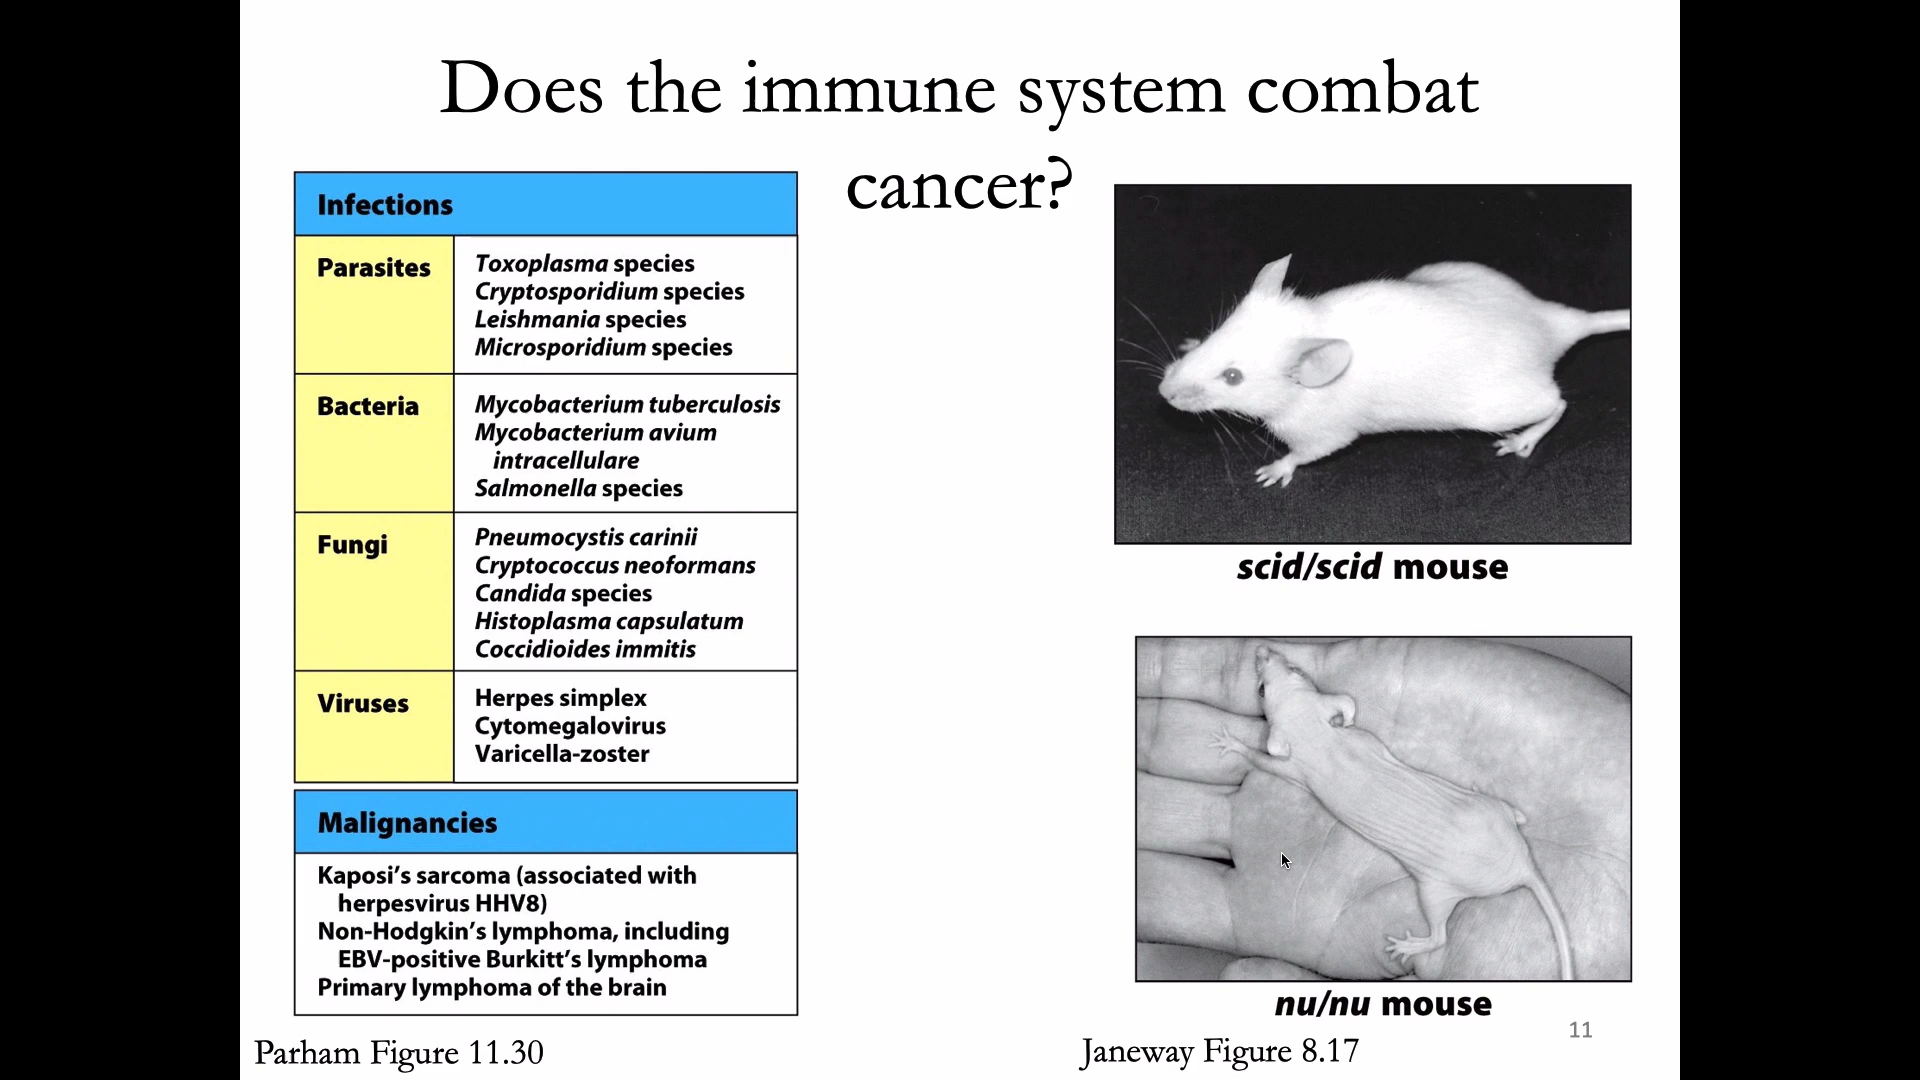 Does the immune system combat
cancer?
Infections
Parasites
Toxoplasma species
Cryptosporidium species
Leishmania species
Microsporidium species
Bacteria
Mycobacterium tuberculosis
Mycobacterium avium
intracellulare
Salmonella species
Fungi
Pneumocystis carinii
Cryptococcus neoformans
Candida species
Histoplasma capsulatum
Coccidioides immitis
Viruses
Herpes simplex
Cytomegalovirus
Varicella-zoster
Malignancies
Kaposi's sarcoma (associated with
herpesvirus HHV8)
Non-Hodgkin's lymphoma, including
EBV-positive Burkitt's lymphoma
Primary lymphoma of the brain
Parham Figure 11.30
scid/scid mouse
nu/nu mouse
Janeway Figure 8.17
11